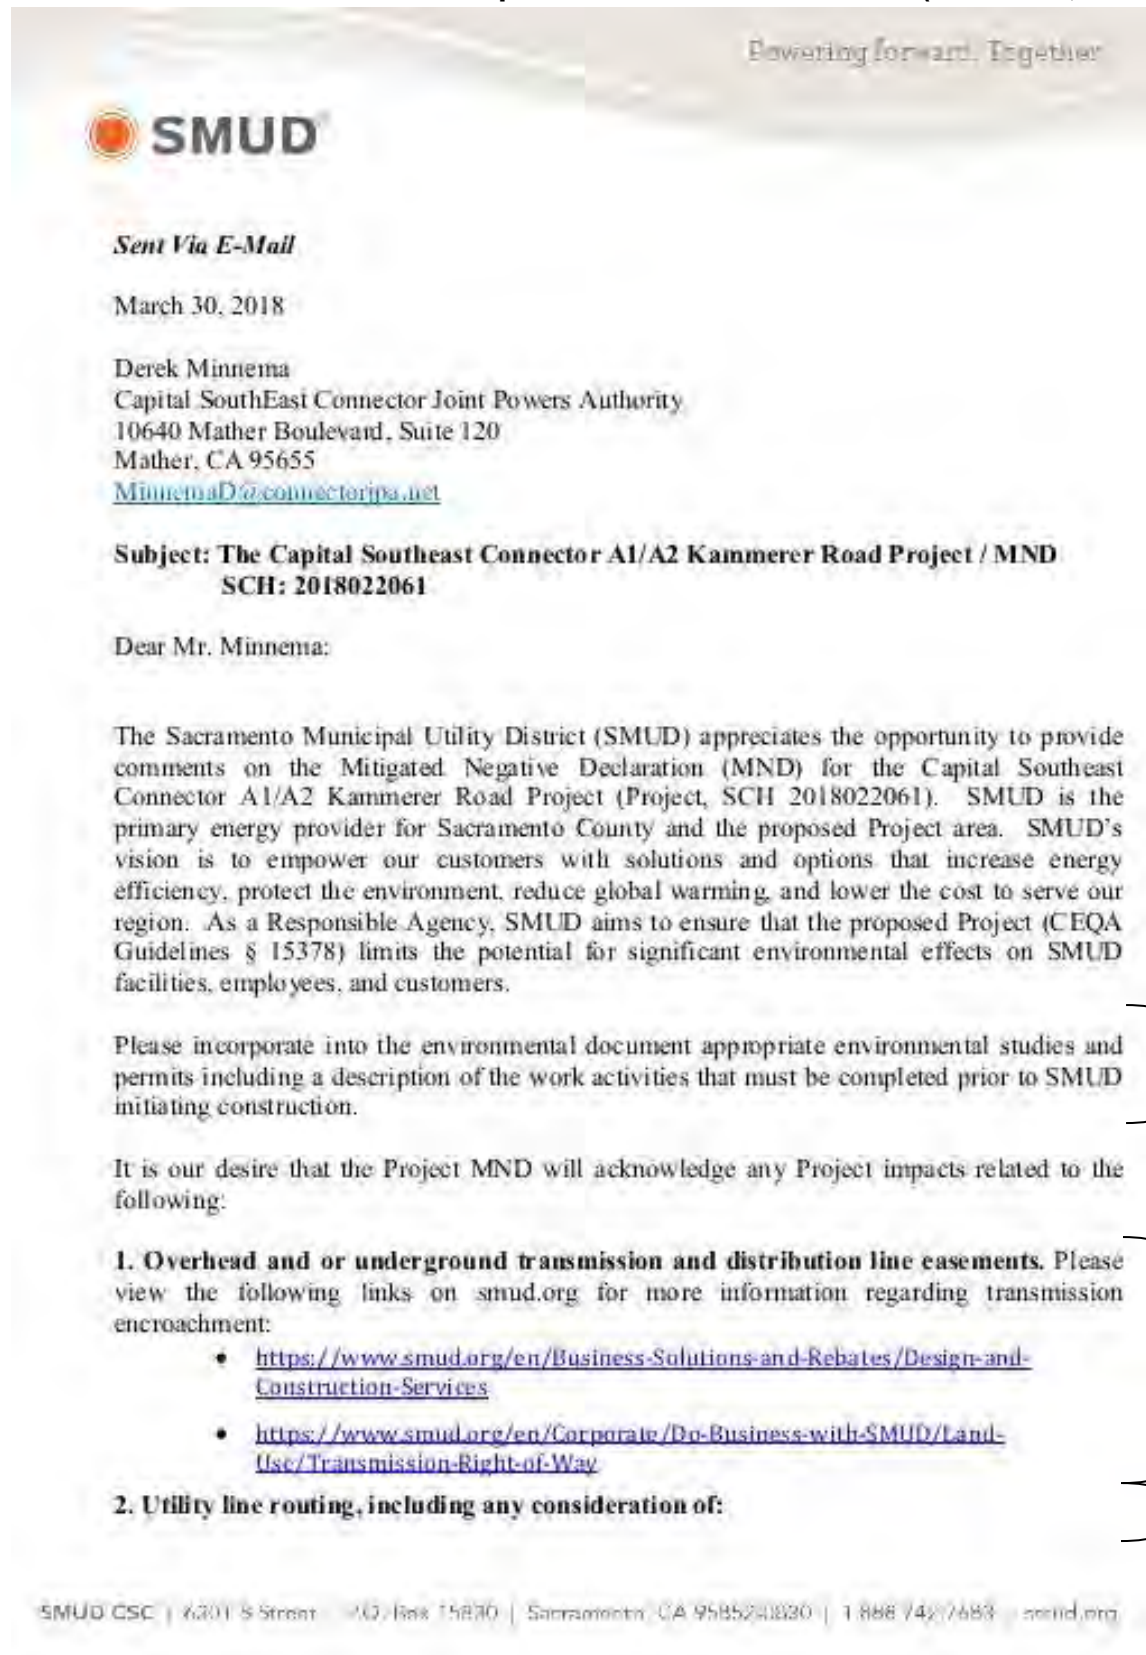 Powering forward. Together.
SMUD®
Sent Via E-Mail
March 30, 2018
Derek Minnema
Capital SouthEast Connector Joint Powers Authority
10640 Mather Boulevard, Suite 120
Mather, CA 95655
MinnemaD@connectorjpa.net
Subject: The Capital Southeast Connector A1/A2 Kammerer Road Project / MND
SCH: 2018022061
Dear Mr. Minnema:
The Sacramento Municipal Utility District (SMUD) appreciates the opportunity to provide
comments on the Mitigated Negative Declaration (MND) for the Capital Southeast
Connector A1/A2 Kammerer Road Project (Project, SCH 2018022061). SMUD is the
primary energy provider for Sacramento County and the proposed Project area. SMUD's
vision is to empower our customers with solutions and options that increase energy
efficiency, protect the environment, reduce global warming, and lower the cost to serve our
region. As a Responsible Agency, SMUD aims to ensure that the proposed Project (CEQA
Guidelines § 15378) limits the potential for significant environmental effects on SMUD
facilities, employees, and customers.
Please incorporate into the environmental document appropriate environmental studies and
permits including a description of the work activities that must be completed prior to SMUD
initiating construction.
It is our desire that the Project MND will acknowledge any Project impacts related to the
following:
1. Overhead and or underground transmission and distribution line easements. Please
view the following links on smud.org for more information regarding transmission
encroachment:
• https://www.smud.org/en/Business-Solutions-and-Rebates/Design-and-
Construction-Services
• https://www.smud.org/en/Corporate/Do-Business-with-SMUD/Land-
Use/Transmission-Right-of-Way
2. Utility line routing, including any consideration of:
SMUD CSC | 6301 S Street | P.O. Box 15830 | Sacramento, CA 95852-0830 | 1.888.742.7683 | smud.org